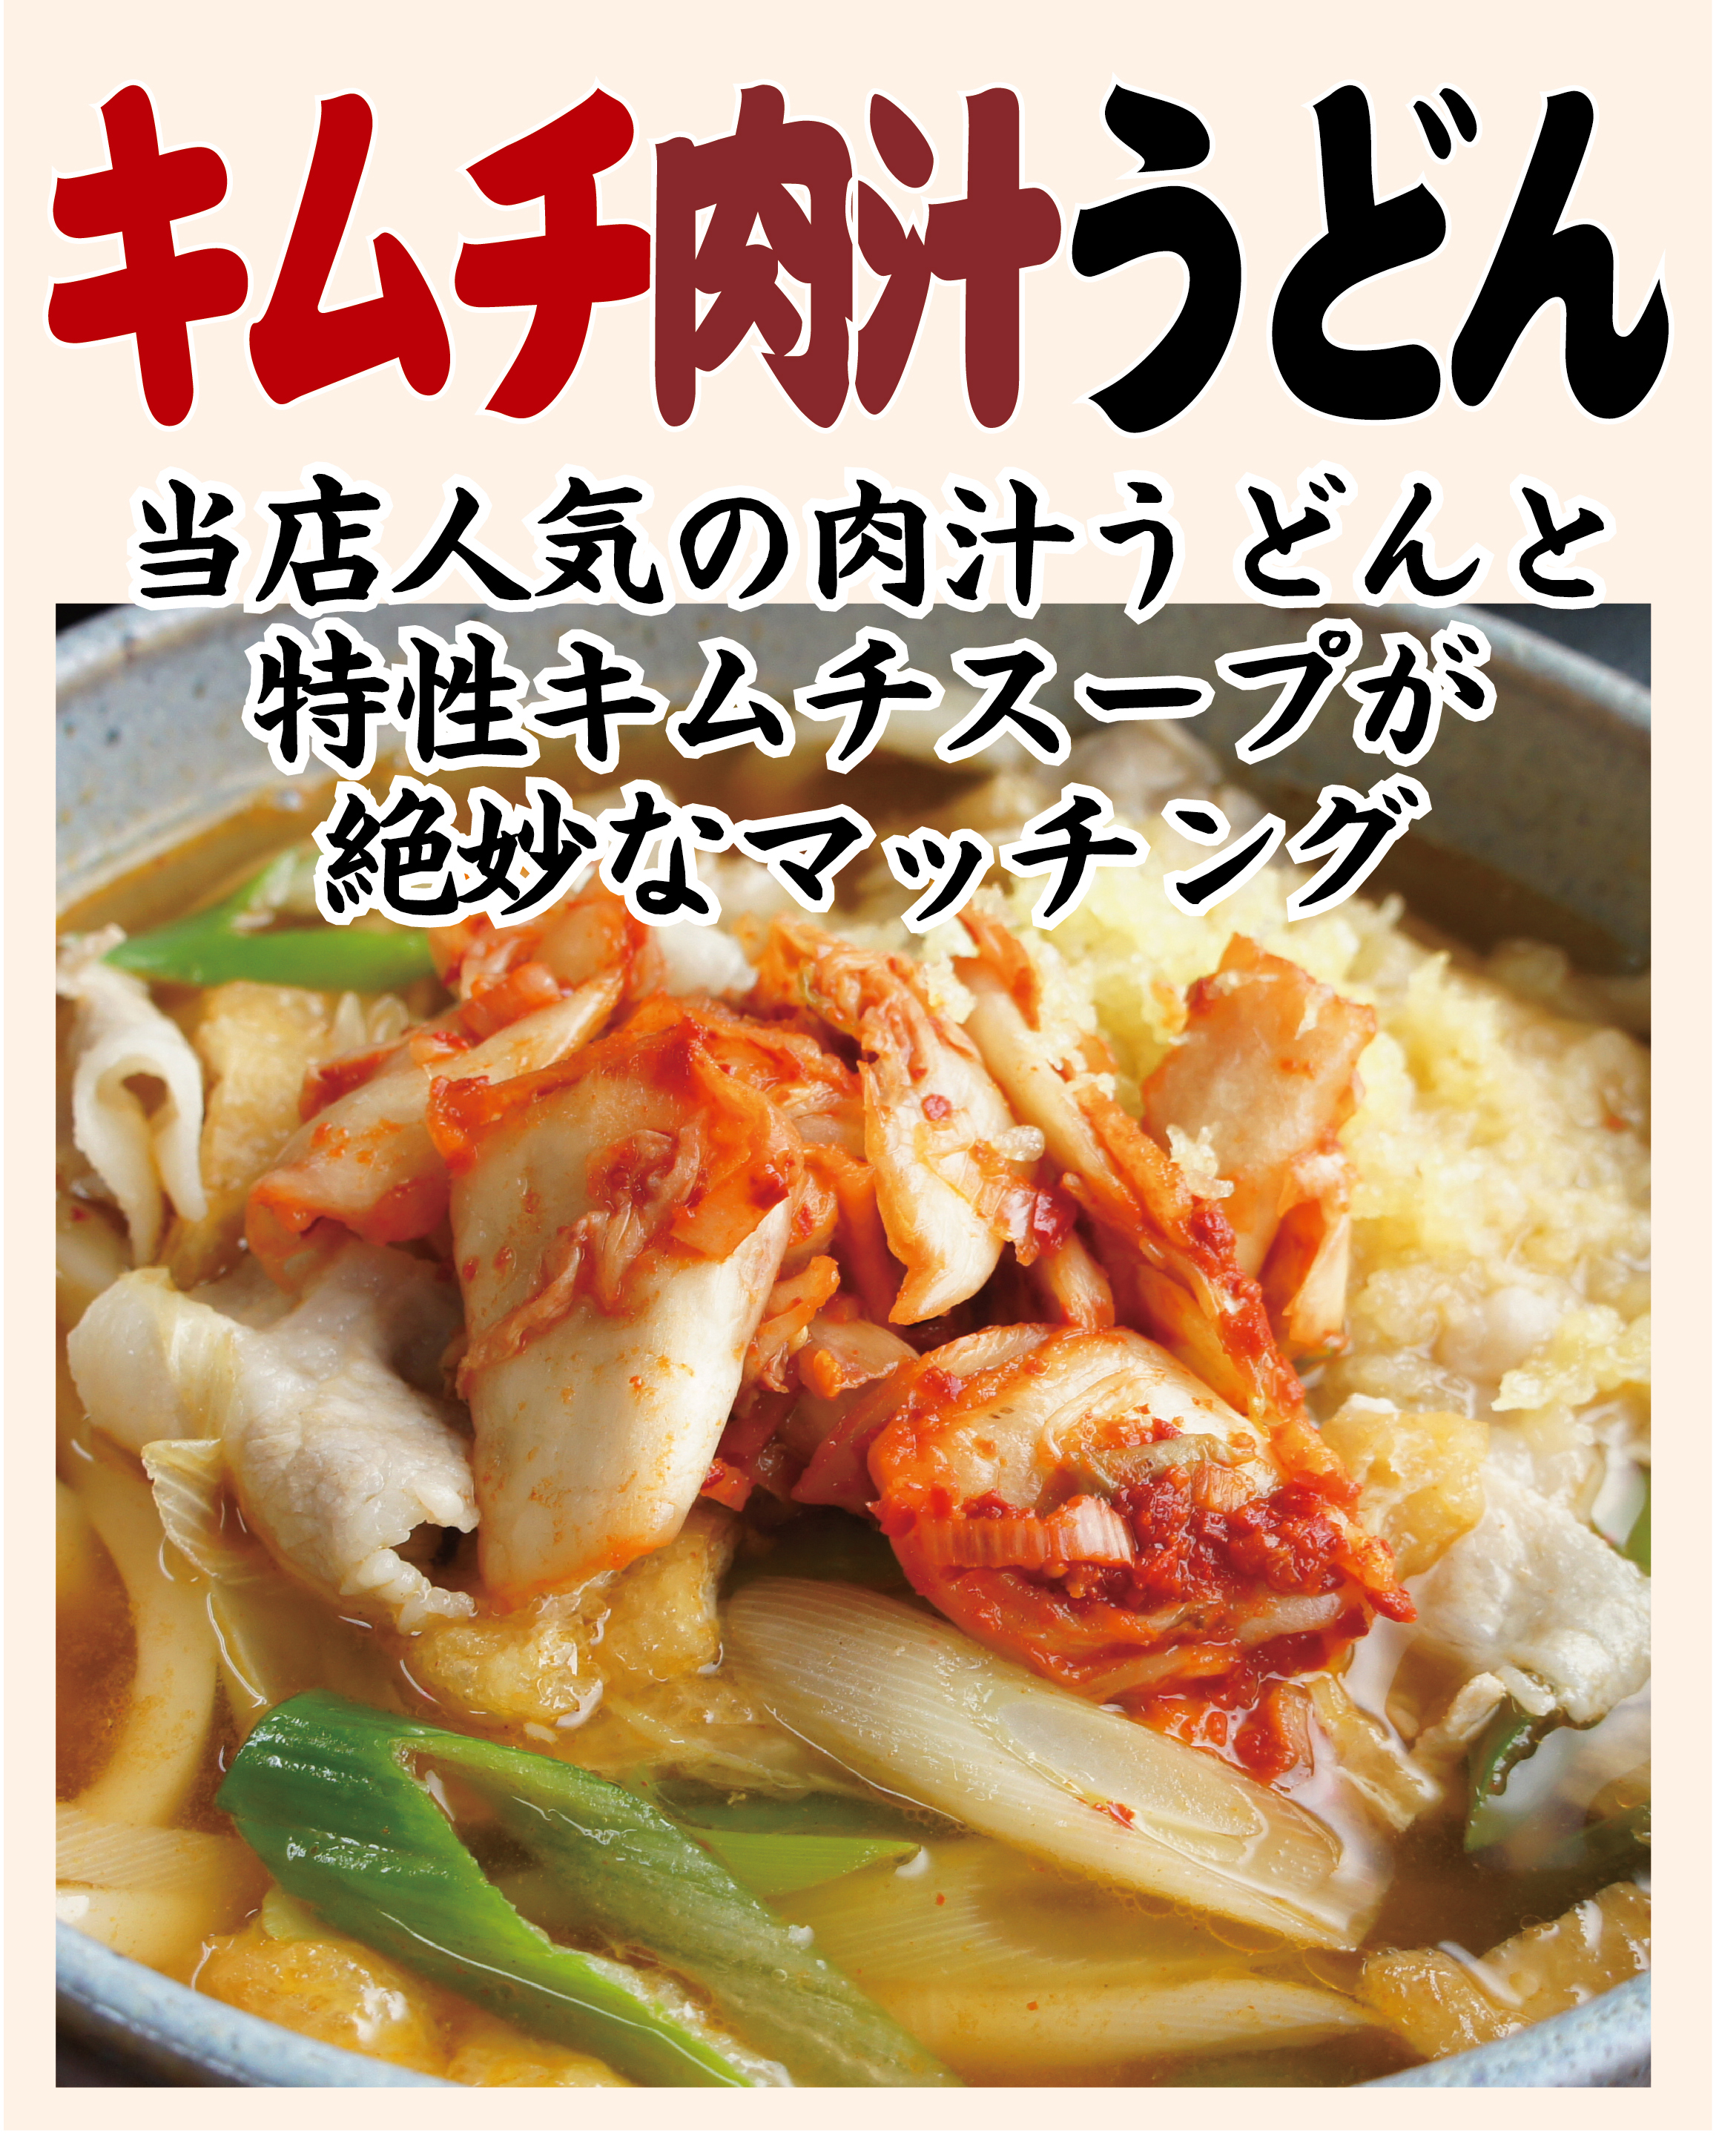 キムチ肉汁うどん
当店人気の肉汁うどんと
特性キムチスープが
絶妙なマッチング